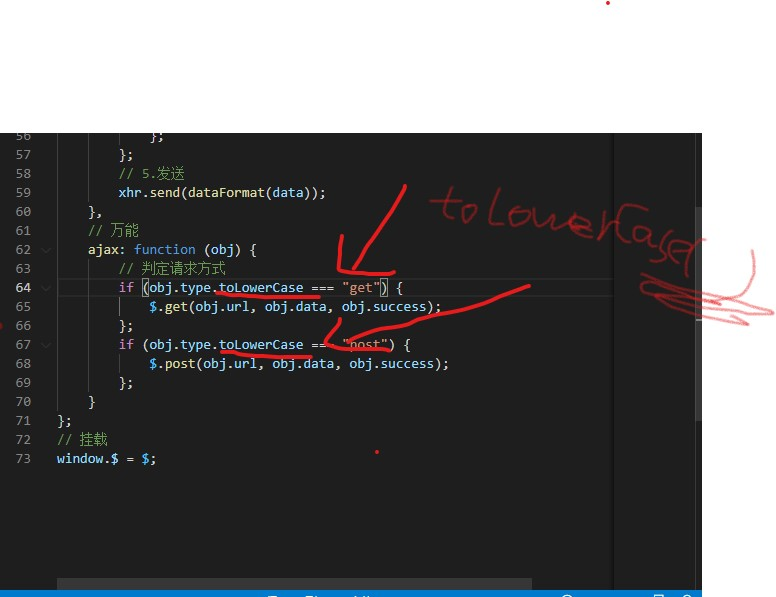 56 };
57 };
58 // 5.发送
59 xhr.send(dataFormat(data));
60 },
61 // 万能
62 ajax: function (obj) {
63 // 判定请求方式
64 if (obj.type.toLowerCase === "get") {
65 $.get(obj.url, obj.data, obj.success);
66 };
67 if (obj.type.toLowerCase === "post") {
68 $.post(obj.url, obj.data, obj.success);
69 };
70 }
71 };
72 // 挂载
73 window.$ = $;
toLowerCase